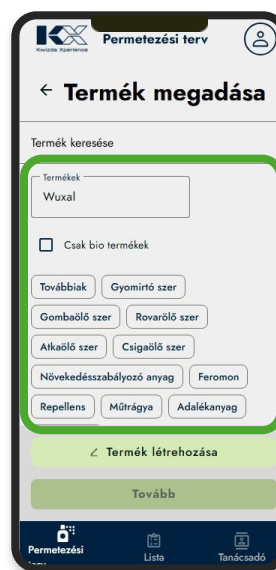 KX Permetezési terv
Kwizda Xperience
← Termék megadása
Termék keresése
Termékek
Wuxal
Csak bio termékek
Továbbiak Gyomirtó szer
Gombaölő szer Rovarölő szer
Atkaölő szer Csigaölő szer
Növekedésszabályozó anyag Feromon
Repellens Műtrágya Adalékanyag
Termék létrehozása
Tovább
Permetezési Lista Tanácsadó